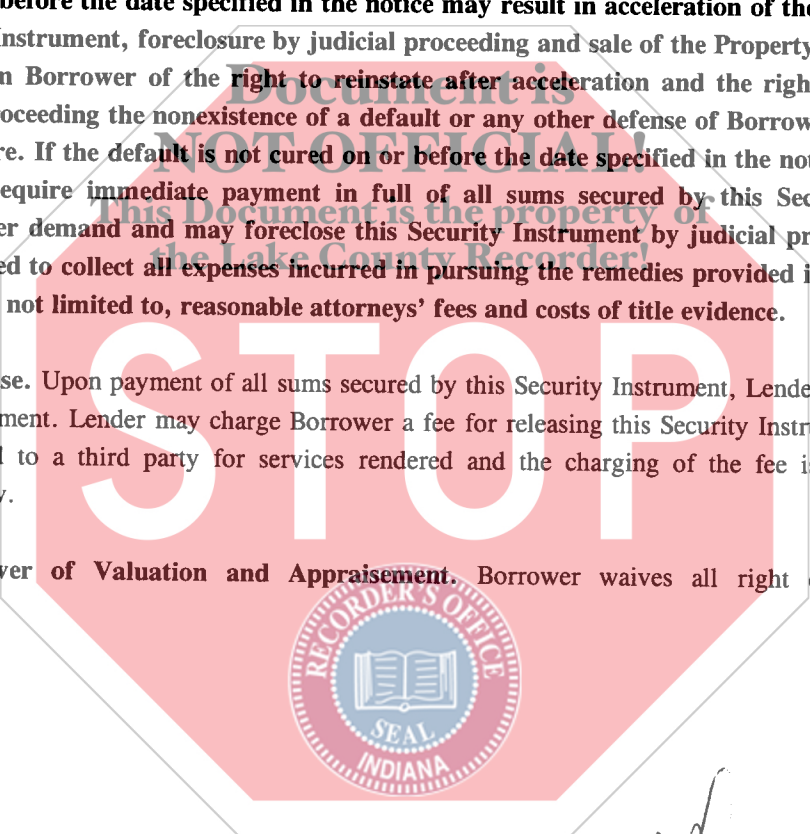 before the date specified in the notice may result in acceleration of the
Instrument, foreclosure by judicial proceeding and sale of the Property
n Borrower of the right to reinstate after acceleration and the righ
oceeding the nonexistence of a default or any other defense of Borrow
re. If the default is not cured on or before the date specified in the not
equire immediate payment in full of all sums secured by this Sec
er demand and may foreclose this Security Instrument by judicial pr
ed to collect all expenses incurred in pursuing the remedies provided i
not limited to, reasonable attorneys' fees and costs of title evidence.
se. Upon payment of all sums secured by this Security Instrument, Lende
ment. Lender may charge Borrower a fee for releasing this Security Instr
l to a third party for services rendered and the charging of the fee i
y.
ver of Valuation and Appraisement. Borrower waives all right
Document is
NOT OFFICIAL!
This Document is the property of
the Lake County Recorder!
STOP
RECORDER'S OFFICE
SEAL
INDIANA